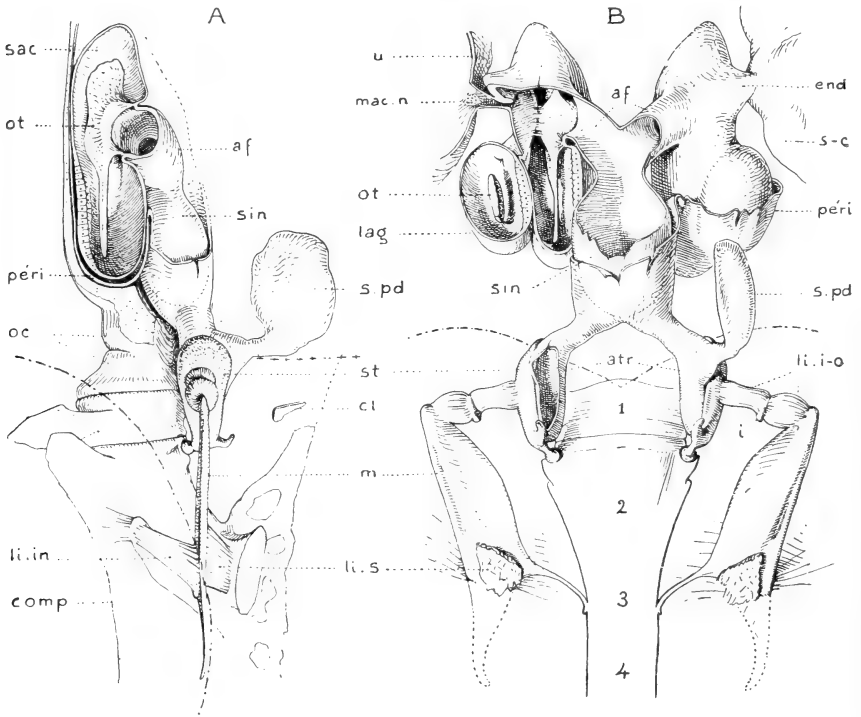 A
B
sac
ot
af
sin
péri
oc
s.pd
st
cl
m
li.in
li.s
comp
u
mac.n
ot
lag
sin
af
end
s-c
péri
s.pd
atr.
li.i-o
i
1
2
3
4